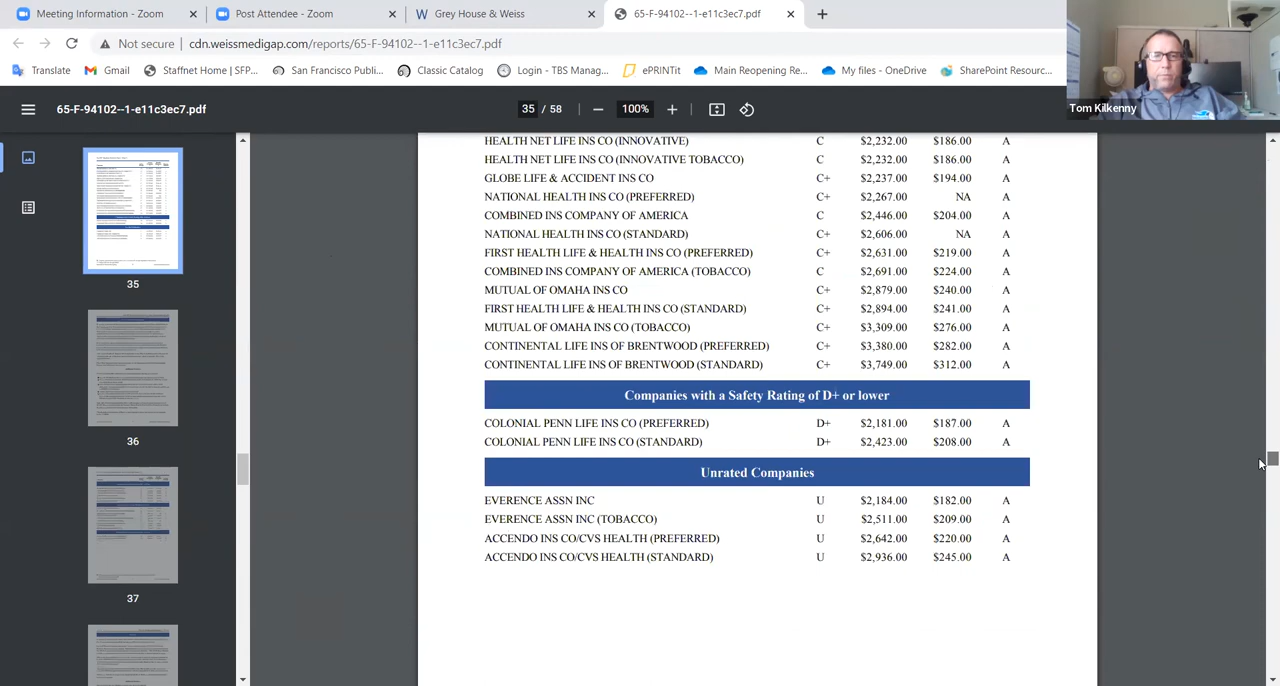 Meeting Information - Zoom
Post Attendee - Zoom
Grey House & Weiss
65-F-94102--1-e11c3ec7.pdf
Not secure | cdn.weissmedigap.com/reports/65-F-94102--1-e11c3ec7.pdf
Translate
Gmail
Staffnet Home | SFP...
San Francisco Publi...
Classic
Login - TBS Manag...
ePRINTit
Main Reopening Re...
My files - OneDrive
SharePoint Resourc...
Tom Kilkenny
65-F-94102--1-e11c3ec7.pdf
35 / 58
100%
HEALTH NET LIFE INS CO (INNOVATIVE) C $2,232.00 $186.00 A
HEALTH NET LIFE INS CO (INNOVATIVE TOBACCO) C $2,232.00 $186.00 A
GLOBE LIFE & ACCIDENT INS CO C+ $2,237.00 $194.00 A
NATIONAL HEALTH INS CO (PREFERRED) C+ $2,267.00 NA A
COMBINED INS COMPANY OF AMERICA C $2,446.00 $204.00 A
NATIONAL HEALTH INS CO (STANDARD) C+ $2,606.00 NA A
FIRST HEALTH LIFE & HEALTH INS CO (PREFERRED) C+ $2,631.00 $219.00 A
COMBINED INS COMPANY OF AMERICA (TOBACCO) C $2,691.00 $224.00 A
MUTUAL OF OMAHA INS CO C+ $2,879.00 $240.00 A
FIRST HEALTH LIFE & HEALTH INS CO (STANDARD) C+ $2,894.00 $241.00 A
MUTUAL OF OMAHA INS CO (TOBACCO) C+ $3,309.00 $276.00 A
CONTINENTAL LIFE INS OF BRENTWOOD (PREFERRED) C+ $3,380.00 $282.00 A
CONTINENTAL LIFE INS OF BRENTWOOD (STANDARD) C+ $3,749.00 $312.00 A
Companies with a Safety Rating of D+ or lower
COLONIAL PENN LIFE INS CO (PREFERRED) D+ $2,181.00 $187.00 A
COLONIAL PENN LIFE INS CO (STANDARD) D+ $2,423.00 $208.00 A
Unrated Companies
EVERENCE ASSN INC U $2,184.00 $182.00 A
EVERENCE ASSN INC (TOBACCO) U $2,511.00 $209.00 A
ACCENDO INS CO/CVS HEALTH (PREFERRED) U $2,642.00 $220.00 A
ACCENDO INS CO/CVS HEALTH (STANDARD) U $2,936.00 $245.00 A
35
36
37